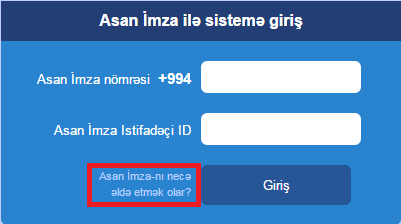 Asan İmza ilə sistemə giriş
Asan İmza nömrəsi +994
Asan İmza Istifadəçi ID
Asan İmza-nı necə
əldə etmək olar?
Giriş